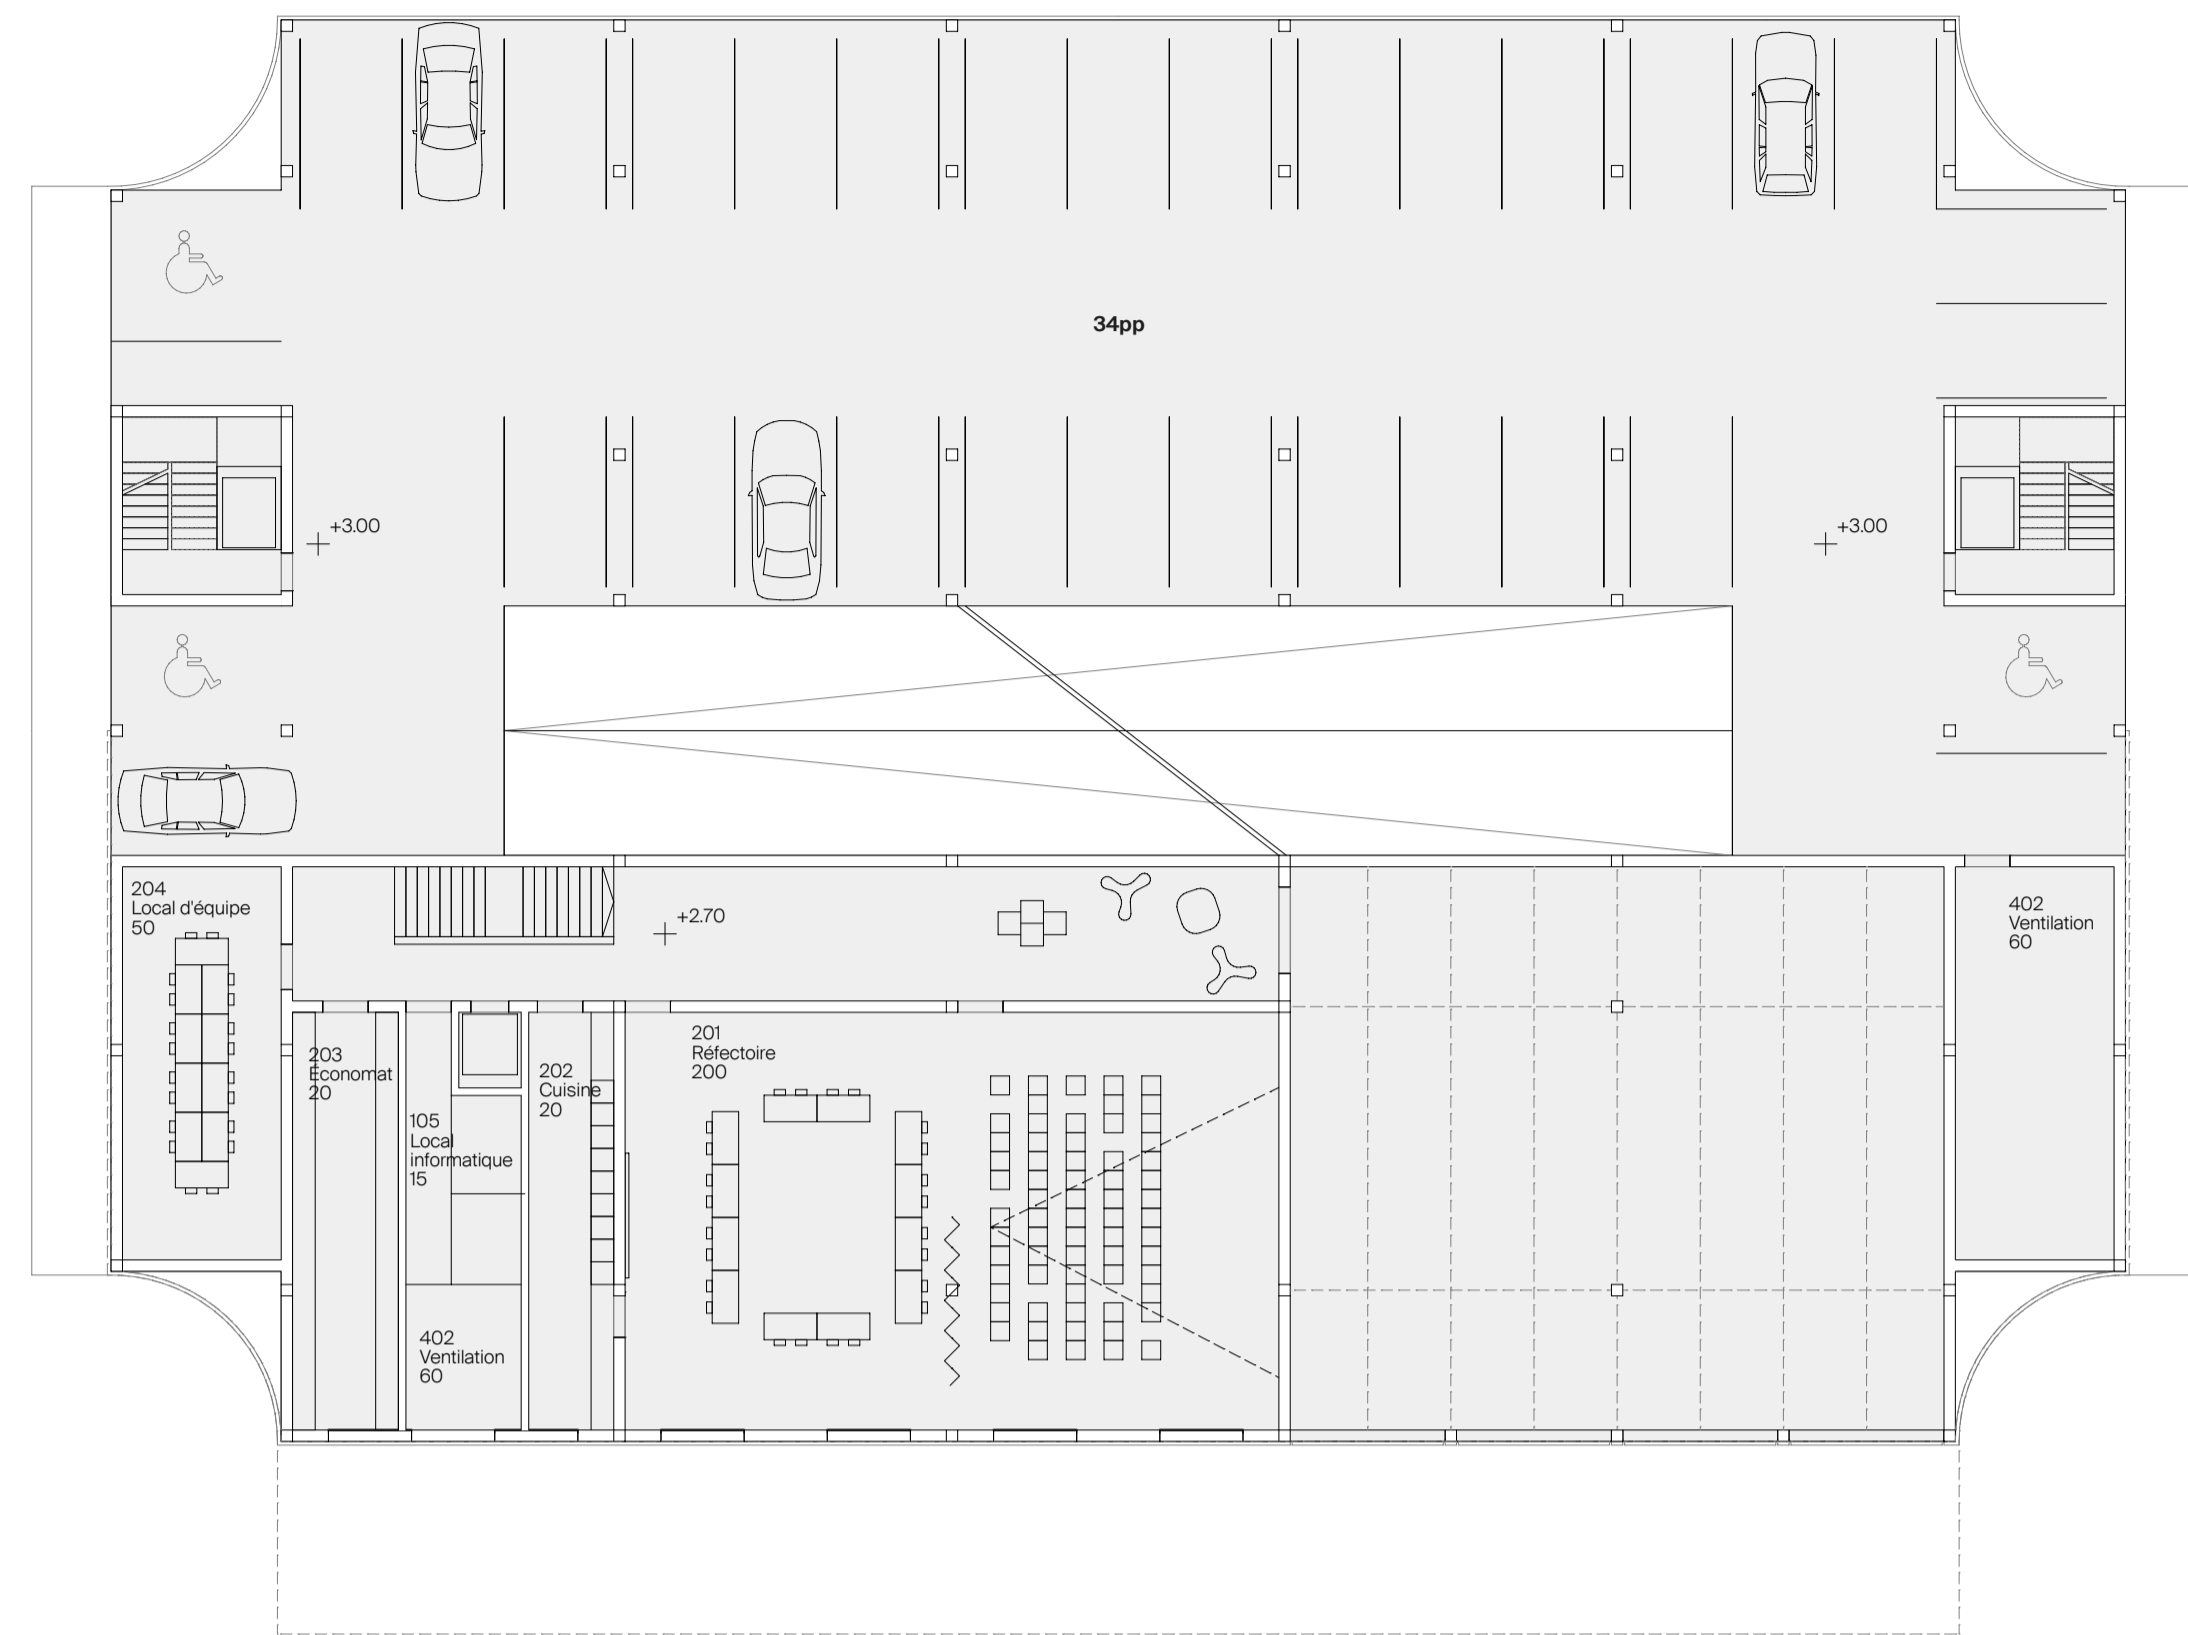 34pp
+3.00
+3.00
204
Local d'équipe
50
+2.70
402
Ventilation
60
203
Economat
20
105
Local
informatique
15
202
Cuisine
20
201
Réfectoire
200
402
Ventilation
60